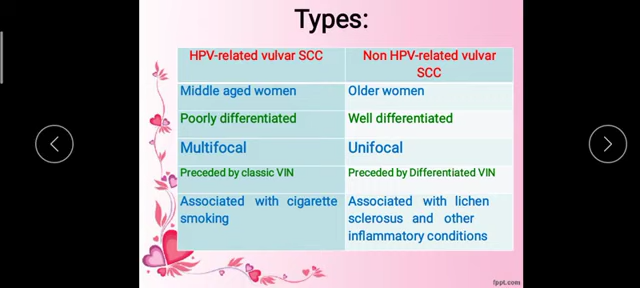 Types:
HPV-related vulvar SCC
Non HPV-related vulvar
SCC
Middle aged women
Older women
Poorly differentiated
Well differentiated
Multifocal
Unifocal
Preceded by classic VIN
Preceded by Differentiated VIN
Associated with cigarette
smoking
Associated with lichen
sclerosus and other
inflammatory conditions
fppt.com